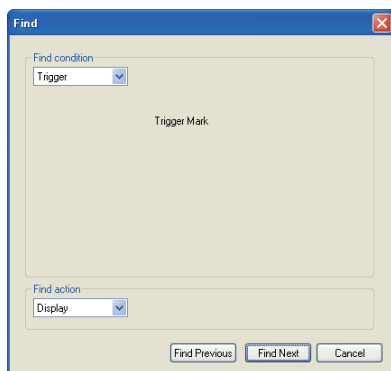 Find
Find condition
Trigger
Trigger Mark
Find action
Display
Find Previous Find Next Cancel